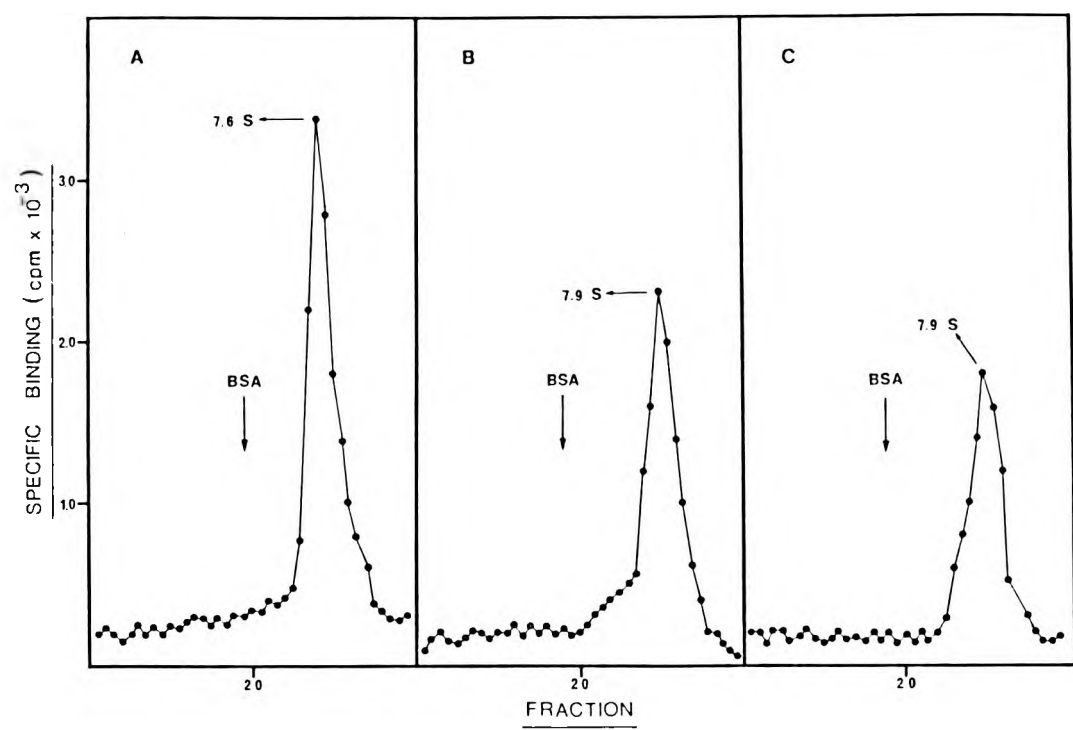 A
B
C
7.6 S
7.9 S
7.9 S
BSA
BSA
BSA
3.0
2.0
1.0
SPECIFIC BINDING (cpm x 10⁻³)
20
20
20
FRACTION